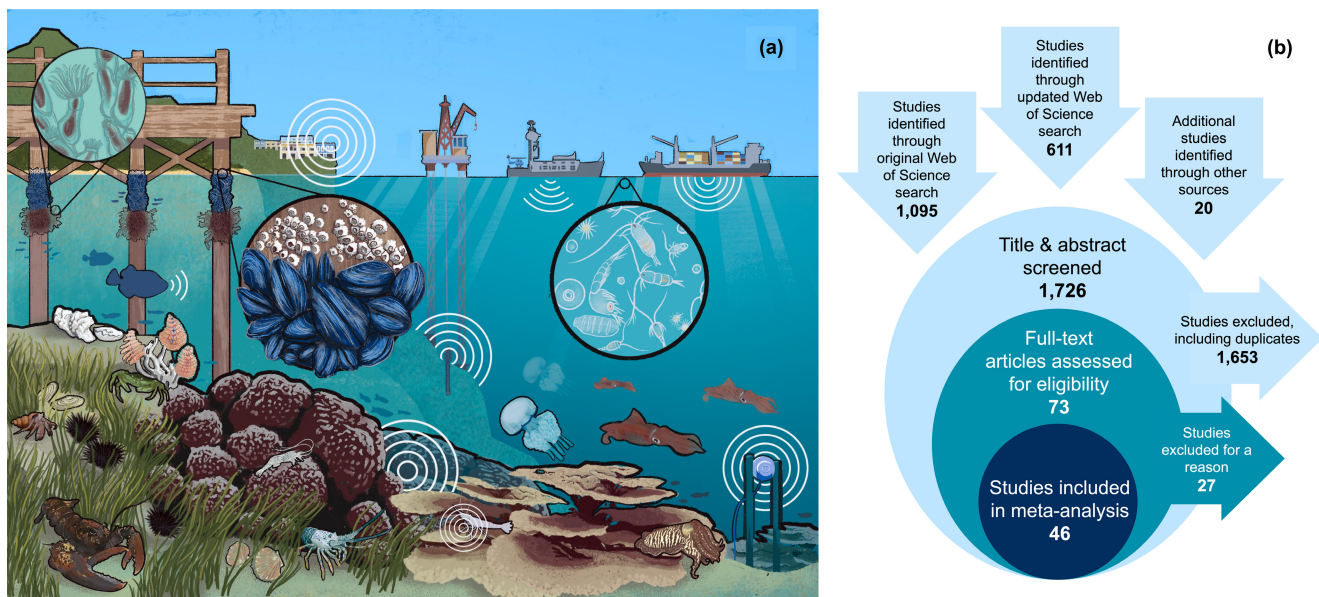 (a)
(b)
Studies
identified
through
original Web
of Science
search
1,095
Studies
identified
through
updated Web
of Science
search
611
Additional
studies
identified
through other
sources
20
Title & abstract
screened
1,726
Studies excluded,
including duplicates
1,653
Full-text
articles assessed
for eligibility
73
Studies
excluded for a
reason
27
Studies included
in meta-analysis
46